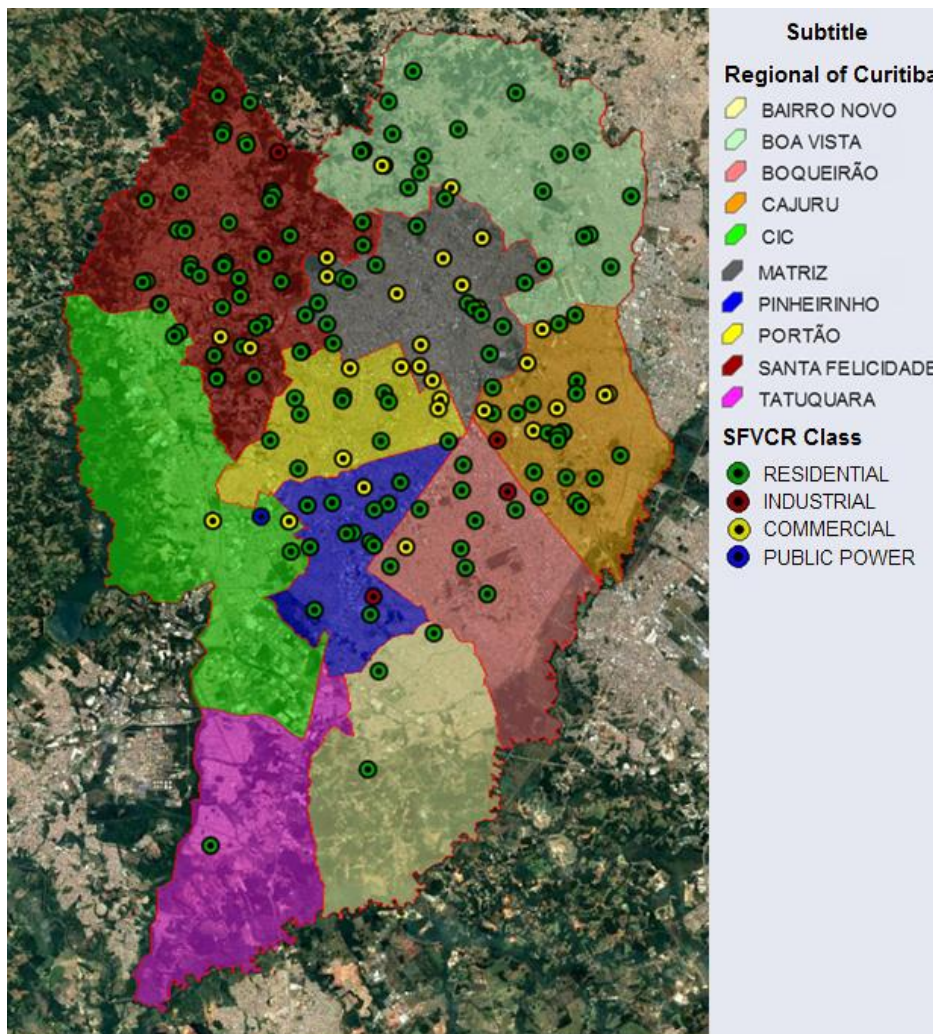 Subtitle
Regional of Curitiba
BAIRRO NOVO
BOA VISTA
BOQUEIRÃO
CAJURU
CIC
MATRIZ
PINHEIRINHO
PORTÃO
SANTA FELICIDADE
TATUQUARA
SFVCR Class
RESIDENTIAL
INDUSTRIAL
COMMERCIAL
PUBLIC POWER